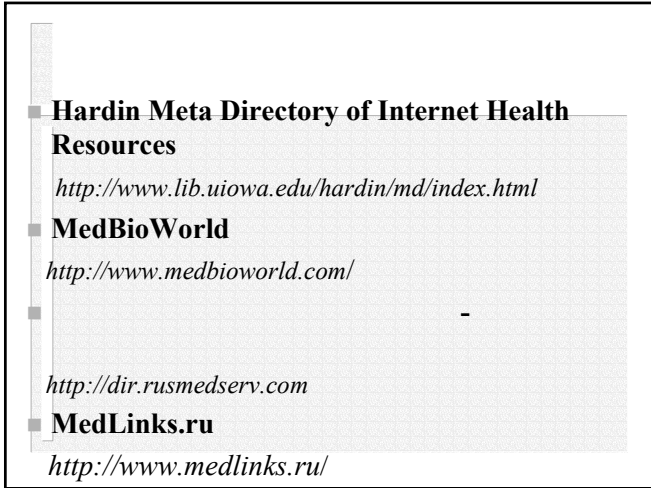 Hardin Meta Directory of Internet Health
Resources
http://www.lib.uiowa.edu/hardin/md/index.html
MedBioWorld
http://www.medbioworld.com/
-
http://dir.rusmedserv.com
MedLinks.ru
http://www.medlinks.ru/